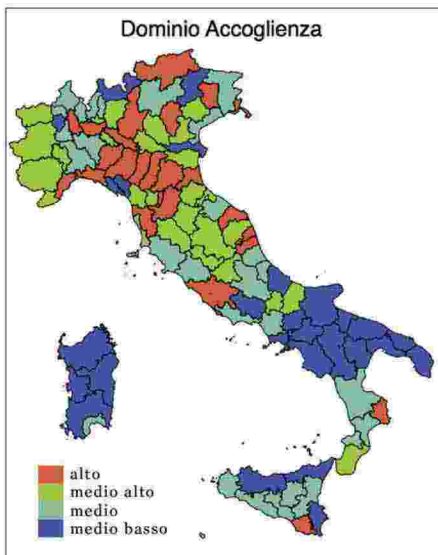 Dominio Accoglienza
alto
medio alto
medio
medio basso